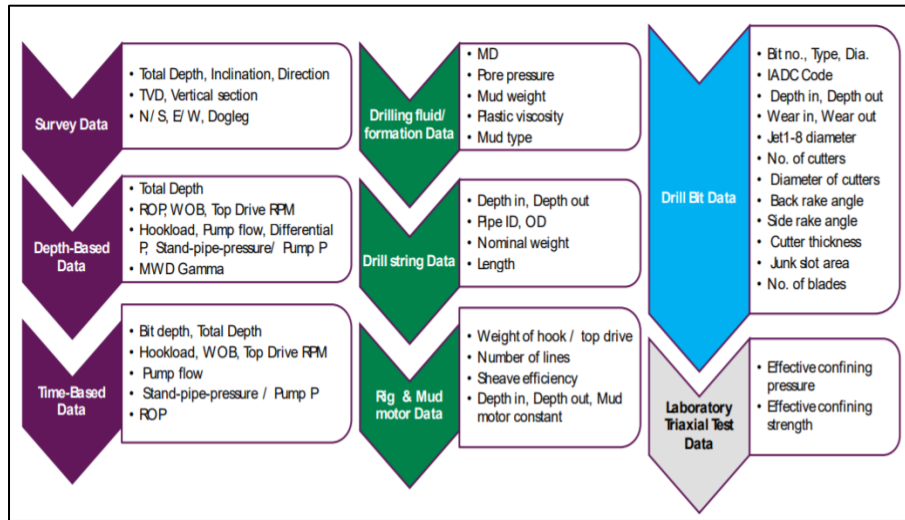 Survey Data
• Total Depth, Inclination, Direction
• TVD, Vertical section
• N / S, E/ W, Dogleg
Depth-Based
Data
• Total Depth
• ROP, WOB, Top Drive RPM
• Hookload, Pump flow, Differential
P, Stand-pipe-pressure/ Pump P
• MWD Gamma
Time-Based
Data
• Bit depth, Total Depth
• Hookload, WOB, Top Drive RPM
• Pump flow
• Stand-pipe-pressure / Pump P
• ROP
Drilling fluid/
formation Data
• MD
• Pore pressure
• Mud weight
• Plastic viscosity
• Mud type
Drill string Data
• Depth in, Depth out
• Pipe ID, OD
• Nominal weight
• Length
Rig & Mud
motor Data
• Weight of hook / top drive
• Number of lines
• Sheave efficiency
• Depth in, Depth out, Mud
motor constant
Drill Bit Data
• Bit no., Type, Dia.
• IADC Code
• Depth in, Depth out
• Wear in, Wear out
• Jet1-8 diameter
• No. of cutters
• Diameter of cutters
• Back rake angle
• Side rake angle
• Cutter thickness
• Junk slot area
• No. of blades
Laboratory
Triaxial Test
Data
• Effective confining
pressure
• Effective confining
strength